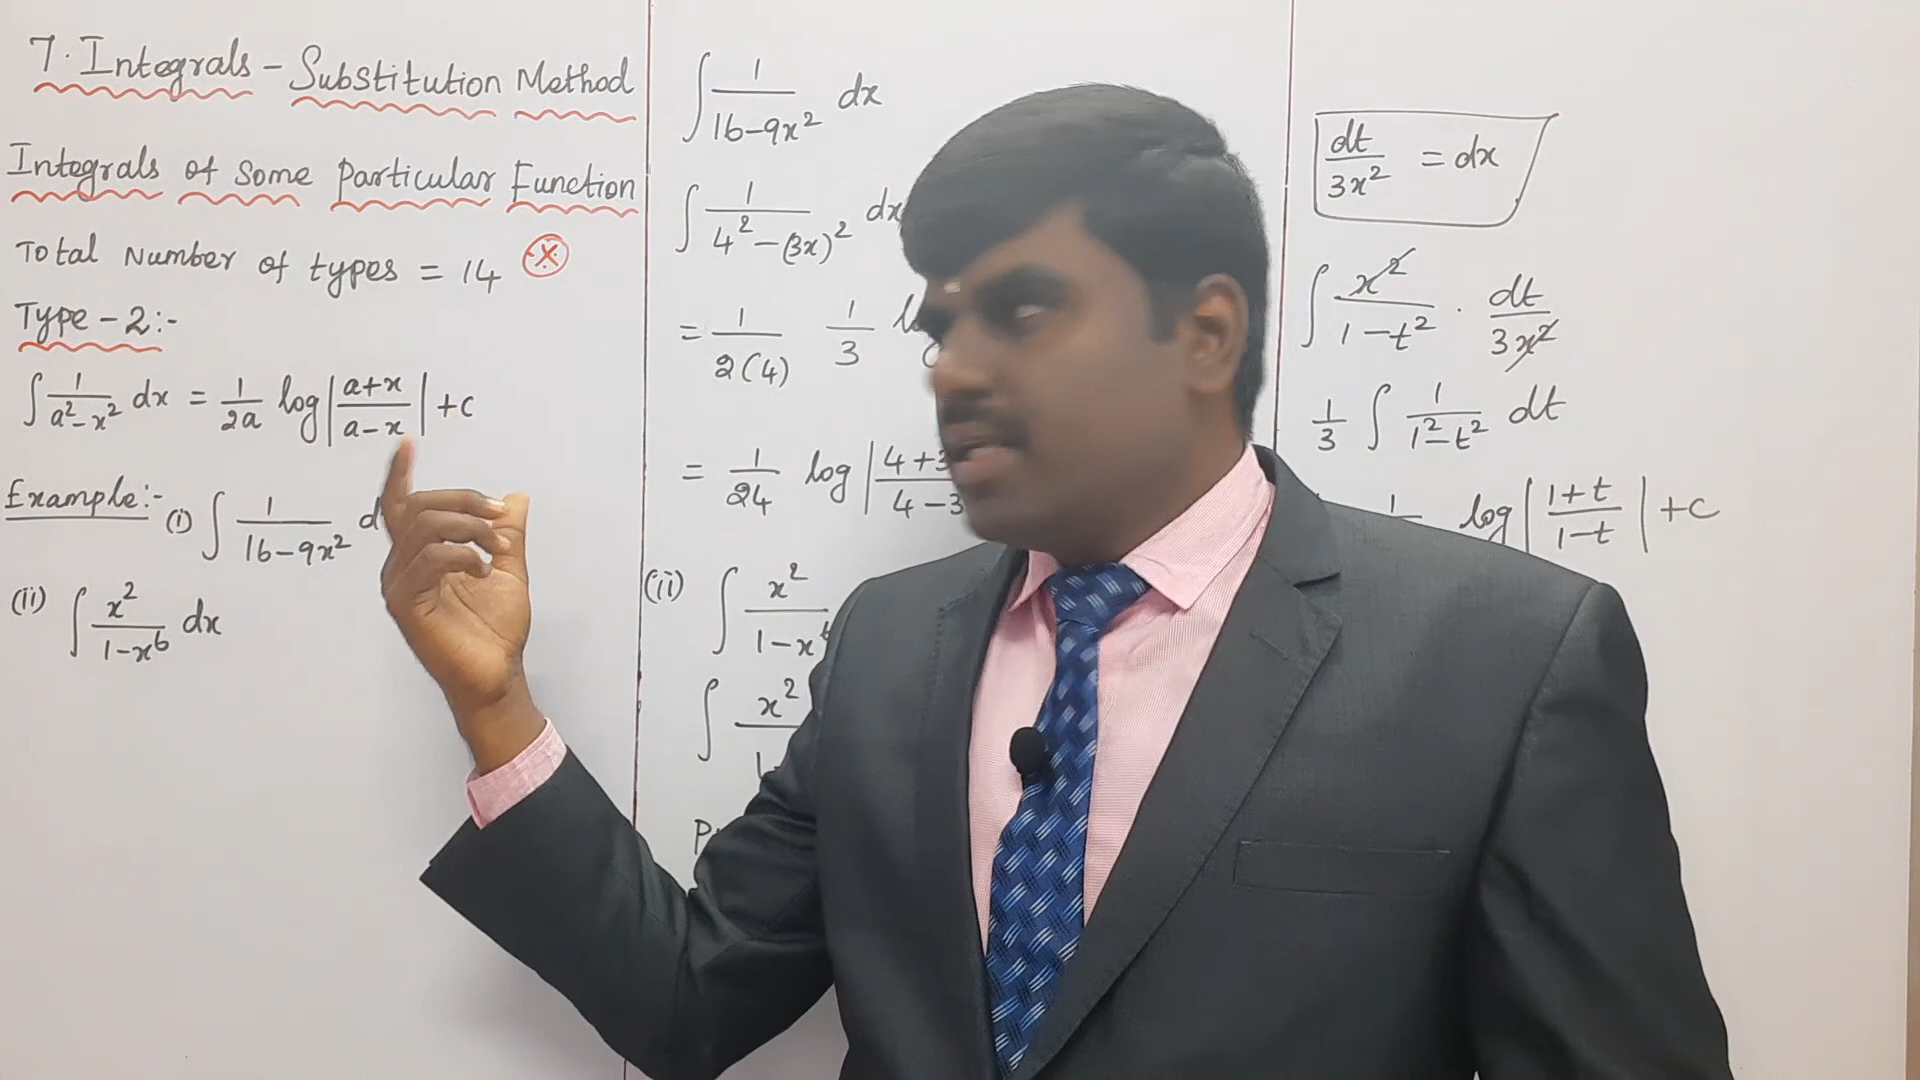 7. Integrals - Substitution Method
Integrals of Some Particular Function
Total Number of types = 14 (*)
Type - 2:-
∫ 1/(a²-x²) dx = 1/2a log |(a+x)/(a-x)| + c
Example:- (i) ∫ 1/(16-9x²) d
(ii) ∫ x²/(1-x⁶) dx
∫ 1/(16-9x²) dx
∫ 1/(4²-(3x)²) dx
= 1/2(4) 1/3
= 1/24 log | 4+3 / 4-3
(ii) ∫ x²/(1-x
∫ x²
dt/3x² = dx
∫ x²/(1-t²) · dt/3x²
1/3 ∫ 1/(1²-t²) dt
log |(1+t)/(1-t)| + c